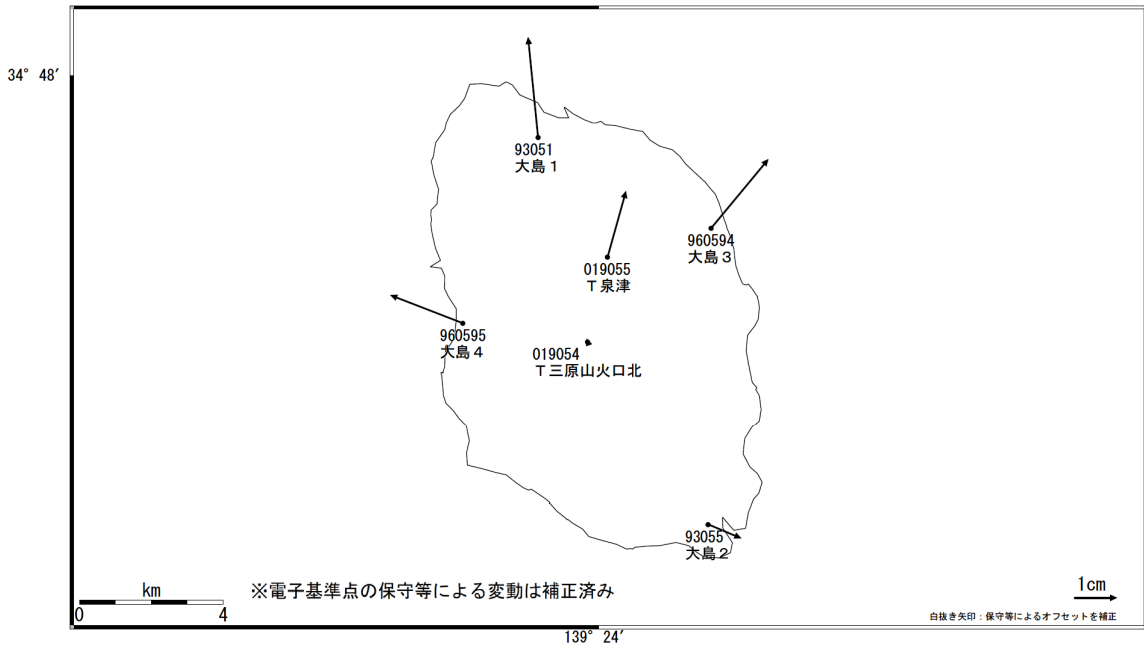 34° 48′
93051
大島１
960594
大島３
019055
Ｔ泉津
960595
大島４
019054
Ｔ三原山火口北
93055
大島２
km
0 4
※電子基準点の保守等による変動は補正済み
1cm
白抜き矢印：保守等によるオフセットを補正
139° 24′